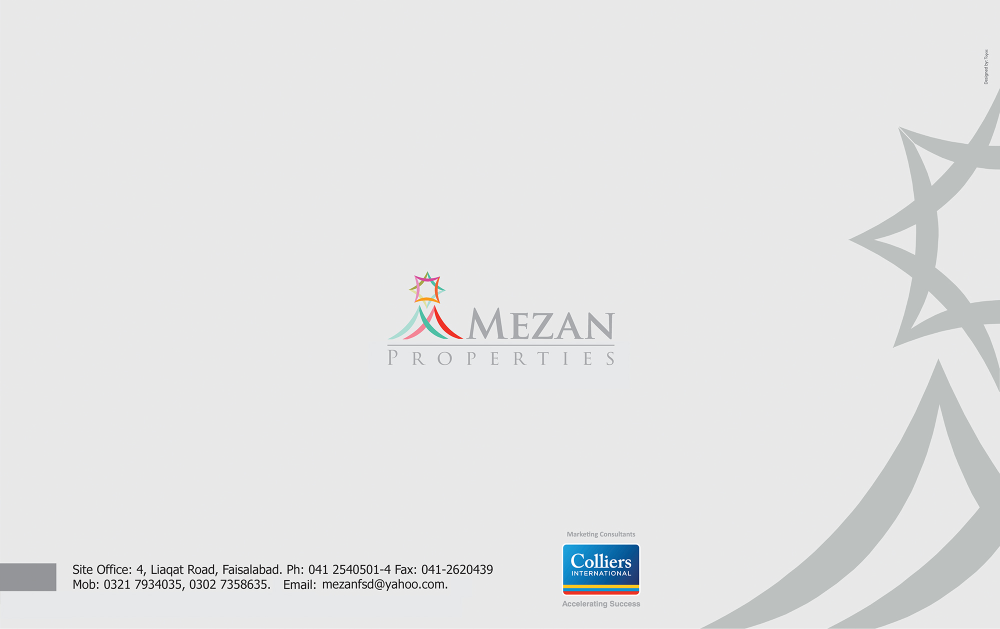 Designed by: Topaz
MEZAN
PROPERTIES
Marketing Consultants
Colliers
INTERNATIONAL
Accelerating Success
Site Office: 4, Liaqat Road, Faisalabad. Ph: 041 2540501-4 Fax: 041-2620439
Mob: 0321 7934035, 0302 7358635. Email: mezanfsd@yahoo.com.